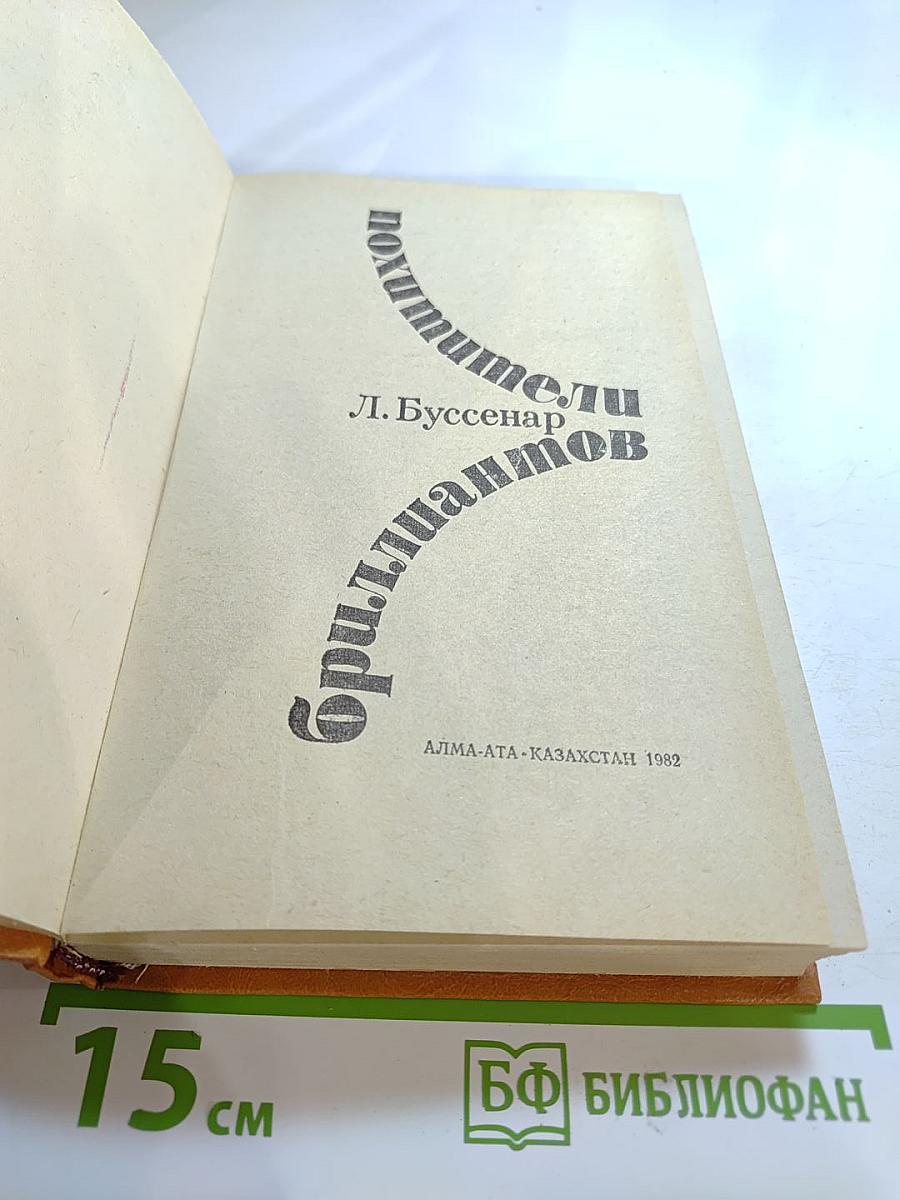 похитители
Л. Буссенар
бриллиантов
АЛМА-АТА • КАЗАХСТАН 1982
15 см
БФ БИБЛИОФАН